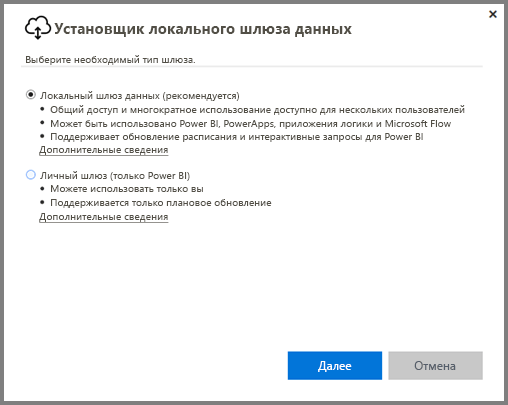 Установщик локального шлюза данных
Выберите необходимый тип шлюза.
Локальный шлюз данных (рекомендуется)
• Общий доступ и многократное использование доступно для нескольких пользователей
• Может быть использовано Power BI, PowerApps, приложения логики и Microsoft Flow
• Поддерживает обновление расписания и интерактивные запросы для Power BI
Дополнительные сведения
Личный шлюз (только Power BI)
• Можете использовать только вы
• Поддерживается только плановое обновление
Дополнительные сведения
Далее
Отмена